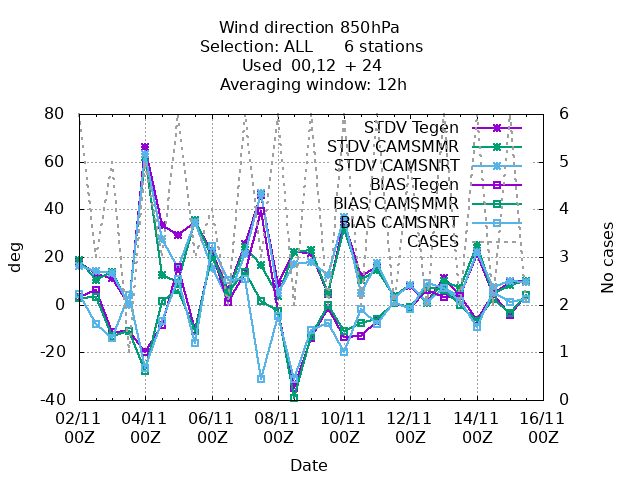 Wind direction 850hPa
Selection: ALL 6 stations
Used 00,12 + 24
Averaging window: 12h
80 6
STDV Tegen
STDV CAMSMMR
60 5
STDV CAMSNRT
BIAS Tegen
40 BIAS CAMSMMR 4
BIAS CAMSNRT
CASES
20 3
deg No cases
0 2
-20 1
-40 0
02/11 04/11 06/11 08/11 10/11 12/11 14/11 16/11
00Z 00Z 00Z 00Z 00Z 00Z 00Z 00Z
Date